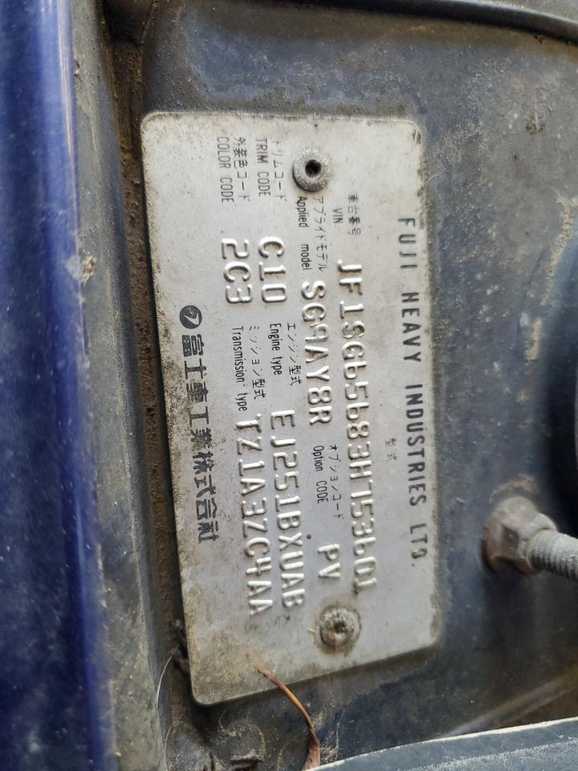 FUJI HEAVY INDUSTRIES LTD.
型式
車台番号
VIN JF1SG65683H753601
アプライドモデル オプションコード
Applied model SG9AY8R Option CODE PV
トリムコード エンジン型式
TRIM CODE C10 Engine type EJ251BXUAB
外装色コード ミッション型式
COLOR CODE 2C3 Transmission type TZ1A3ZC4AA
富士重工業株式会社